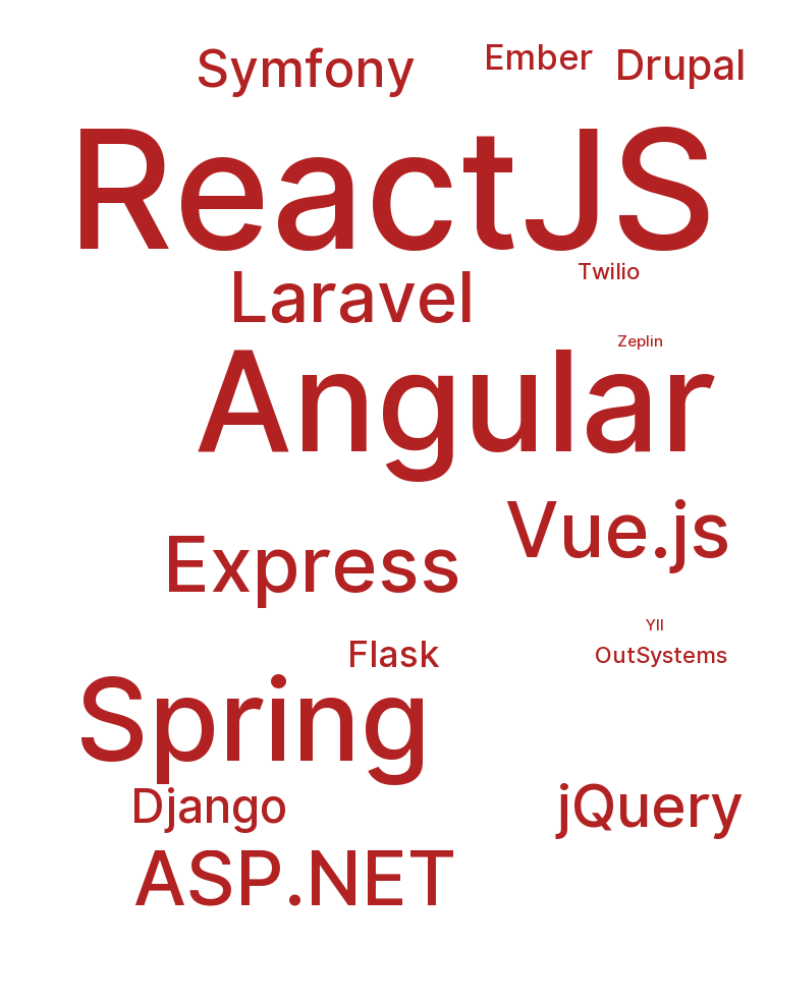 Symfony
Ember
Drupal
ReactJS
Twilio
Laravel
Zeplin
Angular
Vue.js
Express
YII
Flask
OutSystems
Spring
Django
jQuery
ASP.NET